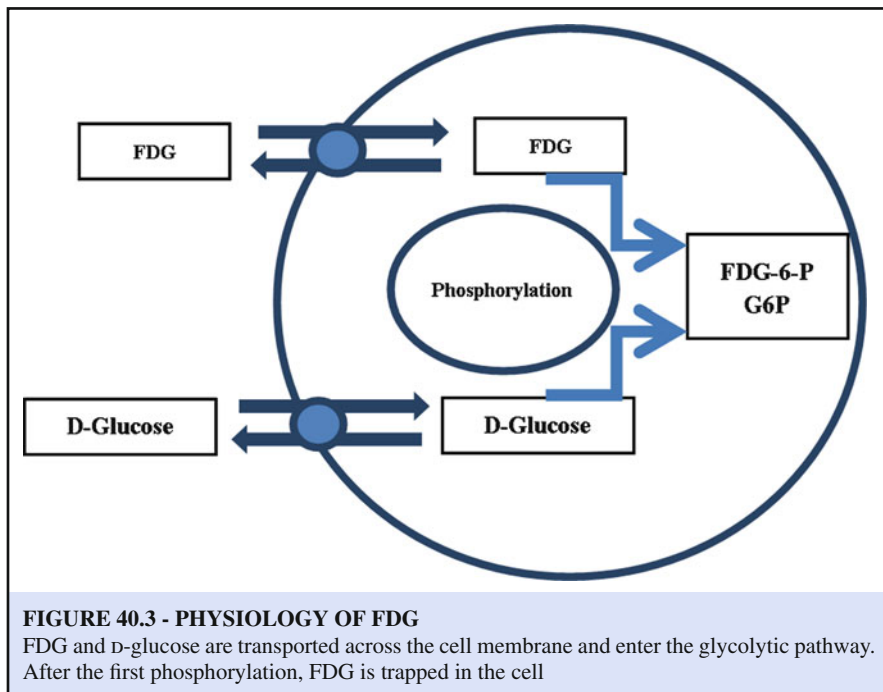 FDG
FDG
Phosphorylation
FDG-6-P
G6P
D-Glucose
D-Glucose
FIGURE 40.3 - PHYSIOLOGY OF FDG
FDG and D-glucose are transported across the cell membrane and enter the glycolytic pathway.
After the first phosphorylation, FDG is trapped in the cell